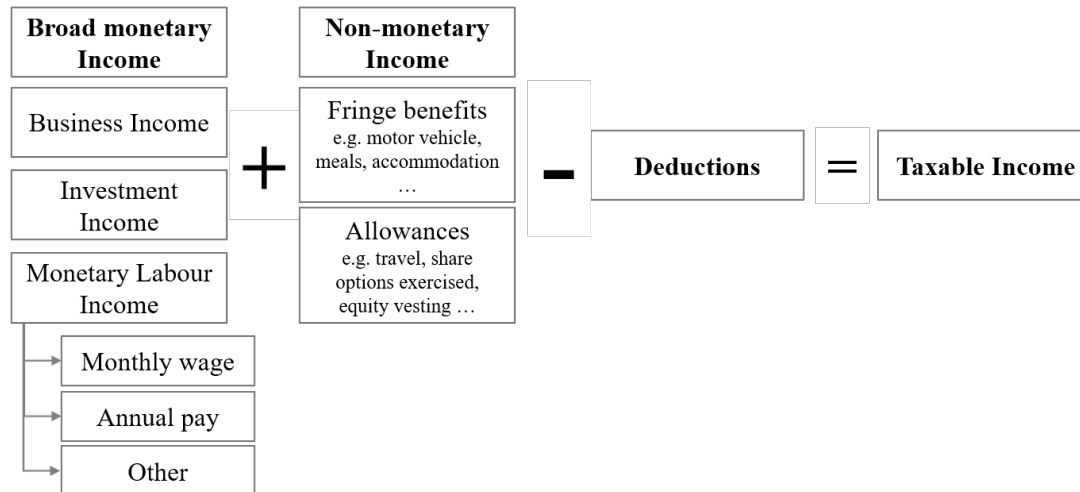 Broad monetary
Income
Business Income
Investment
Income
Monetary Labour
Income
Monthly wage
Annual pay
Other
+
Non-monetary
Income
Fringe benefits
e.g. motor vehicle,
meals, accommodation
…
Allowances
e.g. travel, share
options exercised,
equity vesting …
-
Deductions
=
Taxable Income